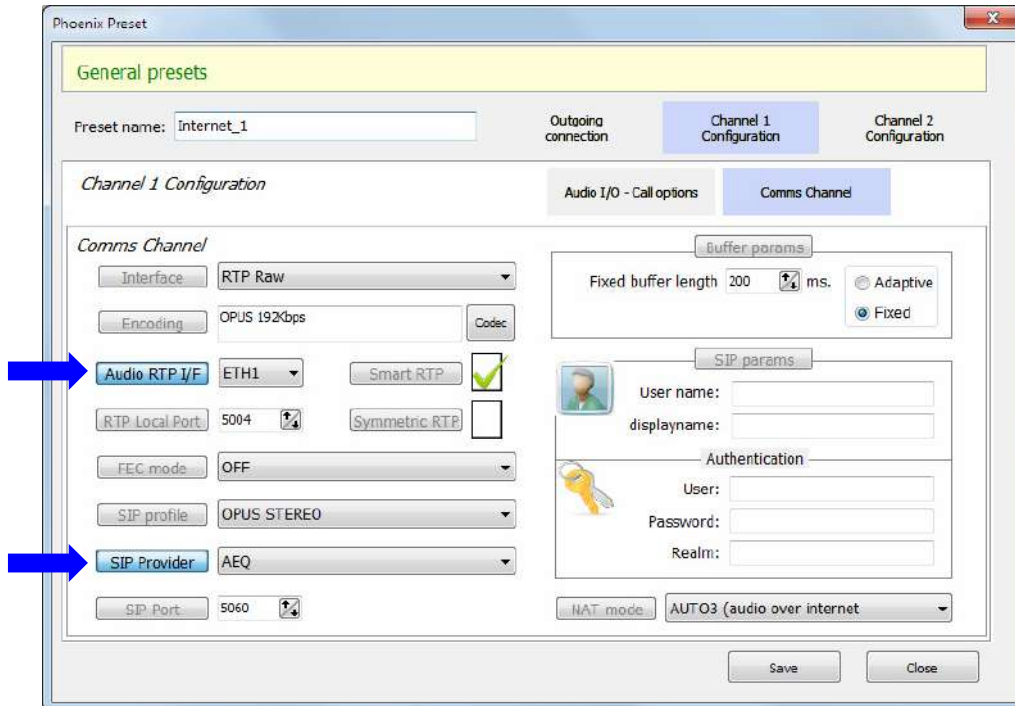 Phoenix Preset
General presets
Preset name: Internet_1
Outgoing
connection
Channel 1
Configuration
Channel 2
Configuration
Channel 1 Configuration
Audio I/O - Call options
Comms Channel
Comms Channel
Interface RTP Raw
Encoding OPUS 192Kbps Codec
Audio RTP I/F ETH1 Smart RTP
RTP Local Port 5004 Symmetric RTP
FEC mode OFF
SIP profile OPUS STEREO
SIP Provider AEQ
SIP Port 5060
Buffer params
Fixed buffer length 200 ms.
Adaptive
Fixed
SIP params
User name:
displayname:
Authentication
User:
Password:
Realm:
NAT mode AUTO3 (audio over internet
Save Close